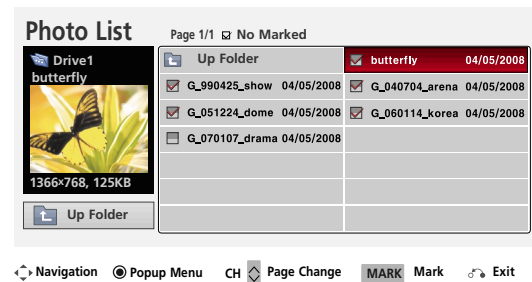 Photo List
Page 1/1 No Marked
Drive1
butterfly
1366×768, 125KB
Up Folder
Up Folder
butterfly 04/05/2008
G_990425_show 04/05/2008
G_040704_arena 04/05/2008
G_051224_dome 04/05/2008
G_060114_korea 04/05/2008
G_070107_drama 04/05/2008
Navigation Popup Menu CH Page Change MARK Mark Exit